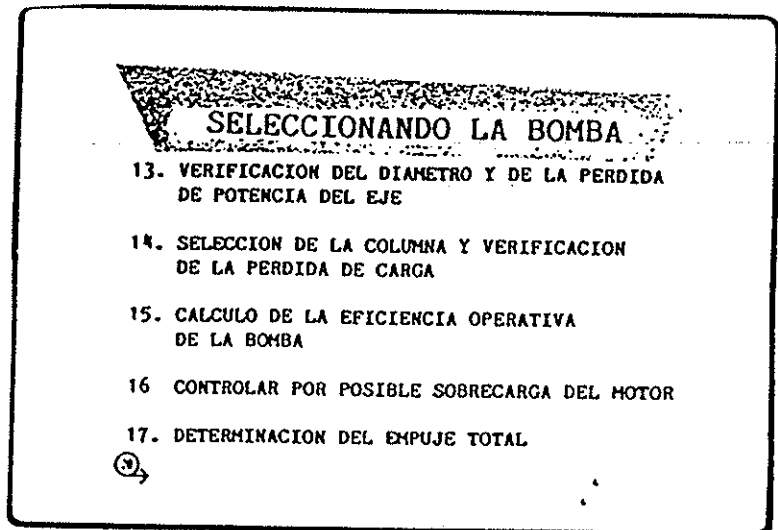 SELECCIONANDO LA BOMBA
13. VERIFICACION DEL DIAMETRO Y DE LA PERDIDA
DE POTENCIA DEL EJE
14. SELECCION DE LA COLUMNA Y VERIFICACION
DE LA PERDIDA DE CARGA
15. CALCULO DE LA EFICIENCIA OPERATIVA
DE LA BOMBA
16 CONTROLAR POR POSIBLE SOBRECARGA DEL MOTOR
17. DETERMINACION DEL EMPUJE TOTAL